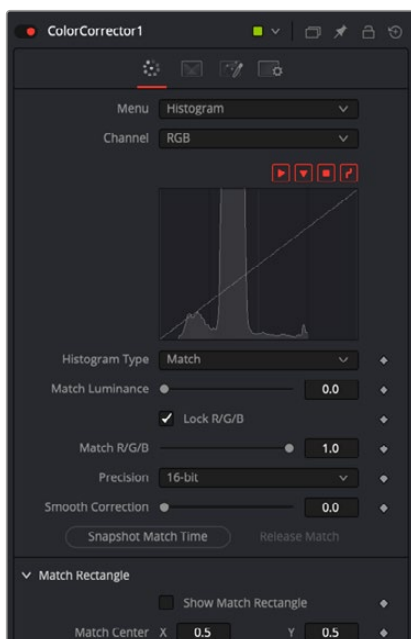 ColorCorrector1
Menu Histogram
Channel RGB
Histogram Type Match
Match Luminance 0.0
Lock R/G/B
Match R/G/B 1.0
Precision 16-bit
Smooth Correction 0.0
Snapshot Match Time Release Match
Match Rectangle
Show Match Rectangle
Match Center X 0.5 Y 0.5